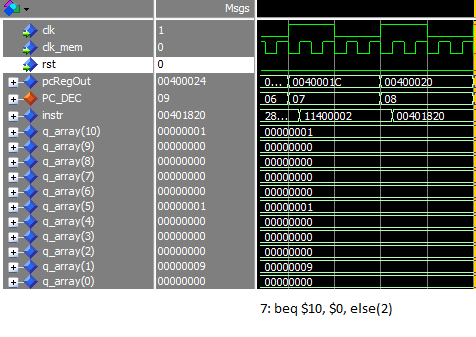 Msgs
clk 1
clk_mem 0
rst 0
pcRegOut 00400024 0... 0040001C 00400020
PC_DEC 09 06 07 08
instr 00401820 28... 11400002 00401820
q_array(10) 00000001 00000001
q_array(9) 00000000 00000000
q_array(8) 00000000 00000000
q_array(7) 00000000 00000000
q_array(6) 00000000 00000000
q_array(5) 00000001 00000001
q_array(4) 00000000 00000000
q_array(3) 00000000 00000000
q_array(2) 00000000 00000000
q_array(1) 00000009 00000009
q_array(0) 00000000 00000000
7: beq $10, $0, else(2)